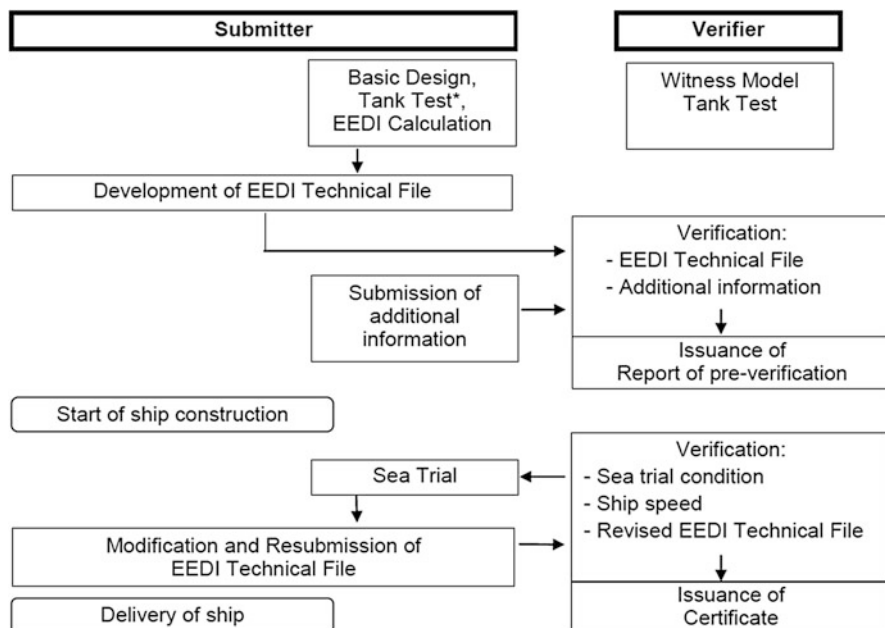 Submitter
Verifier
Basic Design,
Tank Test*,
EEDI Calculation
Witness Model
Tank Test
Development of EEDI Technical File
Verification:
- EEDI Technical File
- Additional information
Submission of
additional
information
Issuance of
Report of pre-verification
Start of ship construction
Verification:
- Sea trial condition
- Ship speed
- Revised EEDI Technical File
Sea Trial
Modification and Resubmission of
EEDI Technical File
Issuance of
Certificate
Delivery of ship